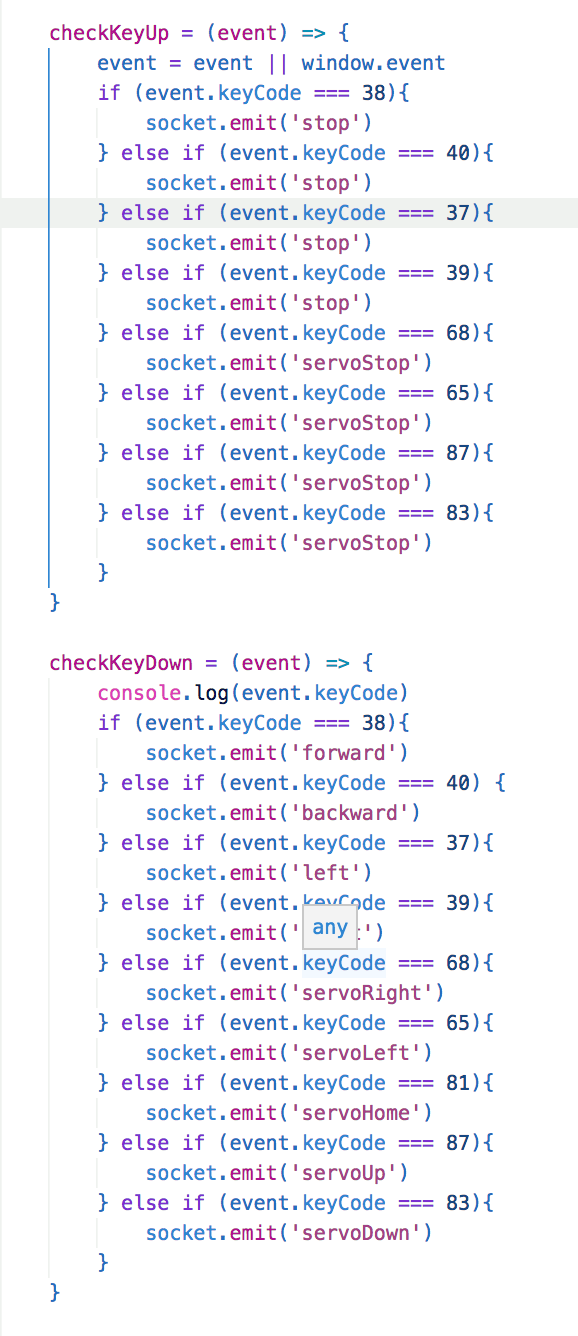 checkKeyUp = (event) => {
event = event || window.event
if (event.keyCode === 38){
socket.emit('stop')
} else if (event.keyCode === 40){
socket.emit('stop')
} else if (event.keyCode === 37){
socket.emit('stop')
} else if (event.keyCode === 39){
socket.emit('stop')
} else if (event.keyCode === 68){
socket.emit('servoStop')
} else if (event.keyCode === 65){
socket.emit('servoStop')
} else if (event.keyCode === 87){
socket.emit('servoStop')
} else if (event.keyCode === 83){
socket.emit('servoStop')
}
}
checkKeyDown = (event) => {
console.log(event.keyCode)
if (event.keyCode === 38){
socket.emit('forward')
} else if (event.keyCode === 40) {
socket.emit('backward')
} else if (event.keyCode === 37){
socket.emit('left')
} else if (event.keyCode === 39){
socket.emit(' ')
any
} else if (event.keyCode === 68){
socket.emit('servoRight')
} else if (event.keyCode === 65){
socket.emit('servoLeft')
} else if (event.keyCode === 81){
socket.emit('servoHome')
} else if (event.keyCode === 87){
socket.emit('servoUp')
} else if (event.keyCode === 83){
socket.emit('servoDown')
}
}